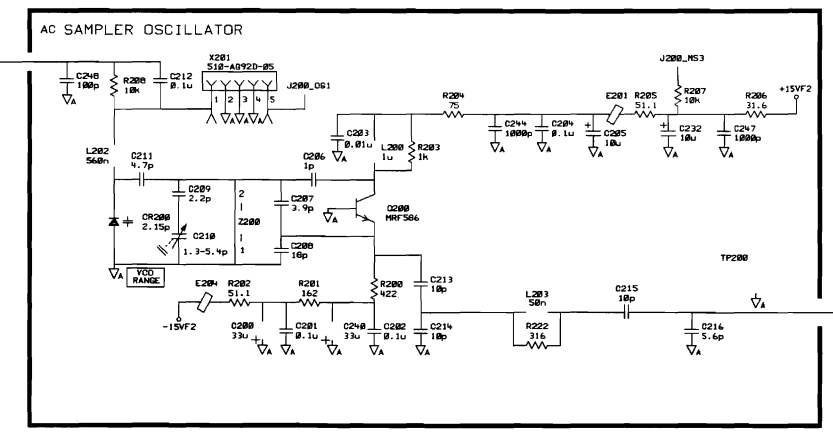 AC SAMPLER OSCILLATOR
X201
510-AG92D-05
J200_OS1
1 2 3 4 5
C248
100p
R208
10k
C212
0.1u
A
A A A
J200_MS3
R204
75
E201
R205
51.1
R207
10k
R206
31.6
+15VF2
C203
0.01u
L200
1u
R203
1k
C244
1000p
C204
0.1u
+
C205
10u
+
C232
10u
C247
1000p
A
A
A
A
A
A
L202
560n
C211
4.7p
C206
1p
C209
2.2p
2
Z200
1
C207
3.9p
Q200
MRF586
A
CR200
2.15p
C210
1.3-5.4p
C208
18p
A
VCO
RANGE
TP200
A
E204
R202
51.1
R201
162
R200
422
C213
10p
L203
50n
C215
10p
-15VF2
C200
33u
+
C201
0.1u
C240
33u
+
C202
0.1u
C214
10p
R222
316
C216
5.6p
A
A
A
A
A
A